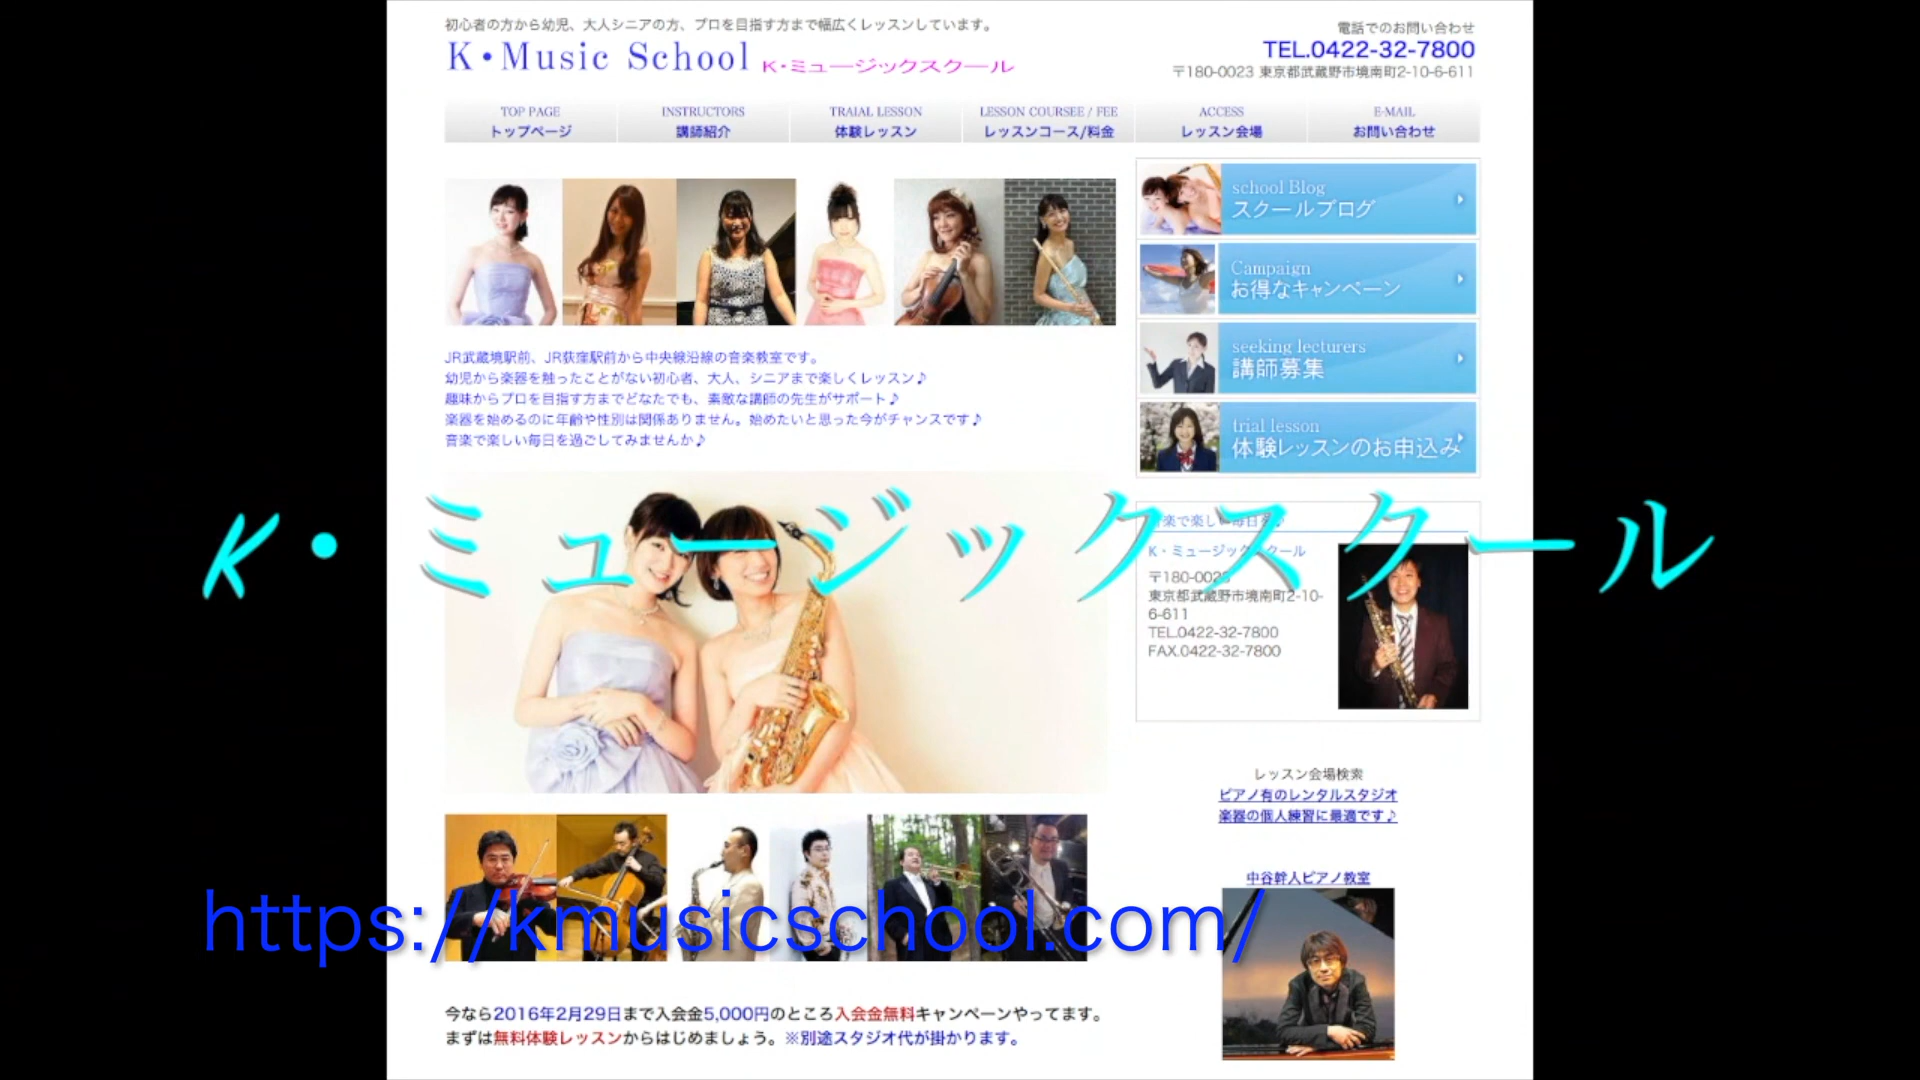 初心者の方から幼児、大人シニアの方、プロを目指す方まで幅広くレッスンしています。
K・Music School K・ミュージックスクール
電話でのお問い合わせ
TEL.0422-32-7800
〒180-0023 東京都武蔵野市境南町2-10-6-611
TOP PAGE
トップページ
INSTRUCTORS
講師紹介
TRAIAL LESSON
体験レッスン
LESSON COURSEE / FEE
レッスンコース/料金
ACCESS
レッスン会場
E-MAIL
お問い合わせ
school Blog
スクールブログ
Campaign
お得なキャンペーン
seeking lecturers
講師募集
trial lesson
体験レッスンのお申込み
JR武蔵境駅前、JR荻窪駅前から中央線沿線の音楽教室です。
幼児から楽器を触ったことがない初心者、大人、シニアまで楽しくレッスン♪
趣味からプロを目指す方までどなたでも、素敵な講師の先生がサポート♪
楽器を始めるのに年齢や性別は関係ありません。始めたいと思った今がチャンスです♪
音楽で楽しい毎日を過ごしてみませんか♪
K・ミュージックスクール
音楽で楽しい毎日を♪
K・ミュージックスクール
〒180-0023
東京都武蔵野市境南町2-10-
6-611
TEL.0422-32-7800
FAX.0422-32-7800
レッスン会場検索
ピアノ有のレンタルスタジオ
楽器の個人練習に最適です♪
中谷幹人ピアノ教室
https://kmusicschool.com/
今なら2016年2月29日まで入会金5,000円のところ入会金無料キャンペーンやってます。
まずは無料体験レッスンからはじめましょう。※別途スタジオ代が掛かります。